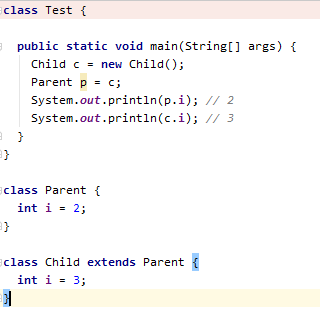 class Test {
public static void main(String[] args) {
Child c = new Child();
Parent p = c;
System.out.println(p.i); // 2
System.out.println(c.i); // 3
}
}
class Parent {
int i = 2;
}
class Child extends Parent {
int i = 3;
}